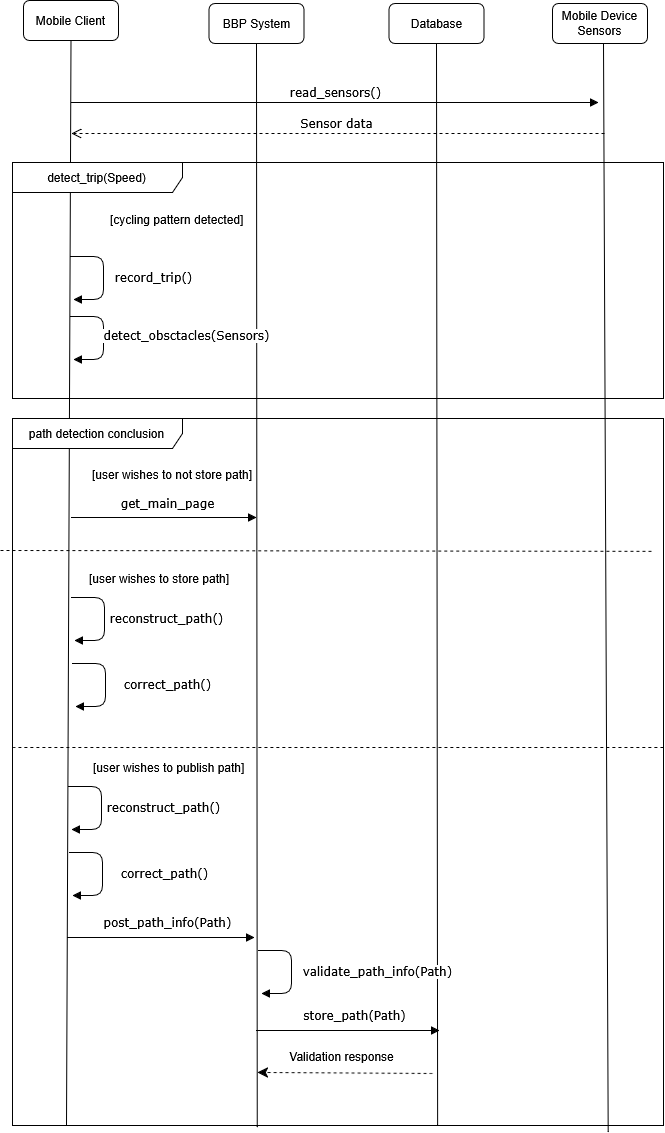 Mobile Client
BBP System
Database
Mobile Device
Sensors
read_sensors()
Sensor data
detect_trip(Speed)
[cycling pattern detected]
record_trip()
detect_obsctacles(Sensors)
path detection conclusion
[user wishes to not store path]
get_main_page
[user wishes to store path]
reconstruct_path()
correct_path()
[user wishes to publish path]
reconstruct_path()
correct_path()
post_path_info(Path)
validate_path_info(Path)
store_path(Path)
Validation response